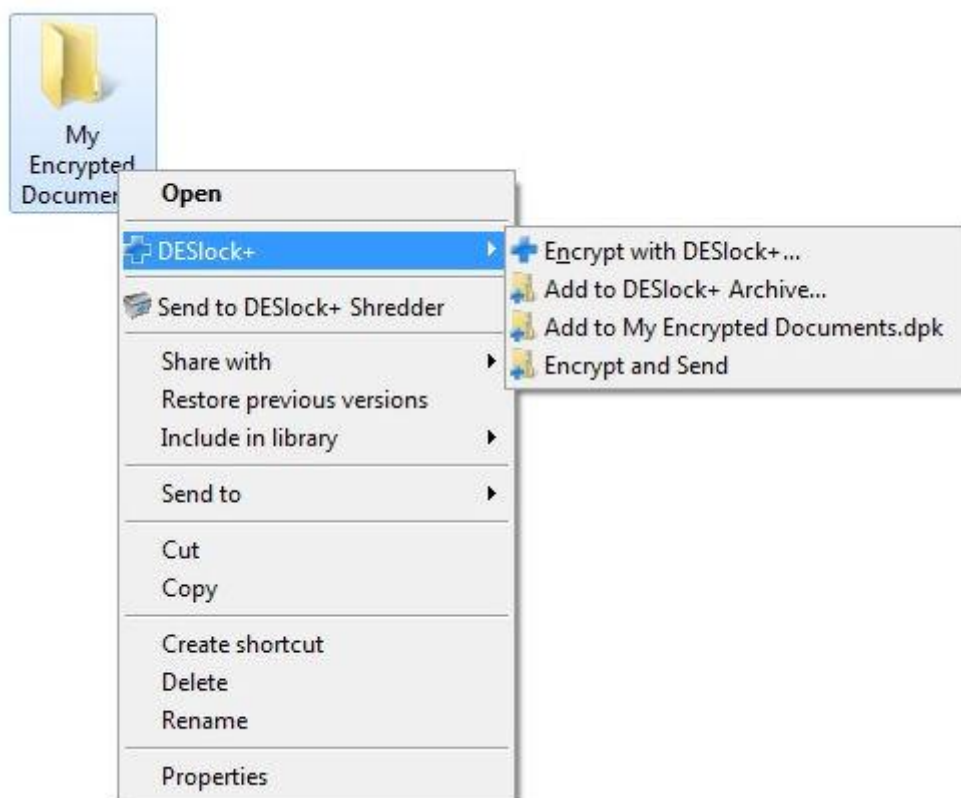 My
Encrypted
Documen
Open
DESlock+
Send to DESlock+ Shredder
Share with
Restore previous versions
Include in library
Send to
Cut
Copy
Create shortcut
Delete
Rename
Properties
Encrypt with DESlock+...
Add to DESlock+ Archive...
Add to My Encrypted Documents.dpk
Encrypt and Send